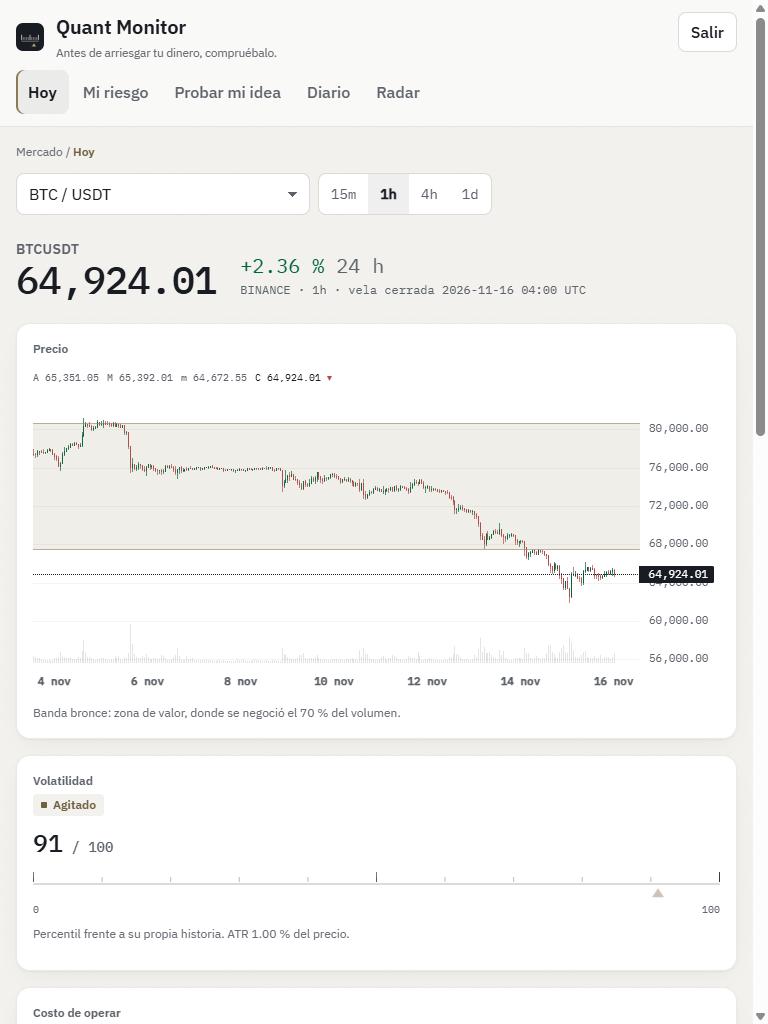 Quant Monitor
Antes de arriesgar tu dinero, compruébalo.
Salir
Hoy
Mi riesgo
Probar mi idea
Diario
Radar
Mercado / Hoy
BTC / USDT
15m
1h
4h
1d
BTCUSDT
64,924.01
+2.36 % 24 h
BINANCE · 1h · vela cerrada 2026-11-16 04:00 UTC
Precio
A 65,351.05 M 65,392.01 m 64,672.55 C 64,924.01 ▾
80,000.00
76,000.00
72,000.00
68,000.00
64,924.01
64,000.00
60,000.00
56,000.00
4 nov
6 nov
8 nov
10 nov
12 nov
14 nov
16 nov
Banda bronce: zona de valor, donde se negoció el 70 % del volumen.
Volatilidad
Agitado
91 / 100
0
100
Percentil frente a su propia historia. ATR 1.00 % del precio.
Costo de operar